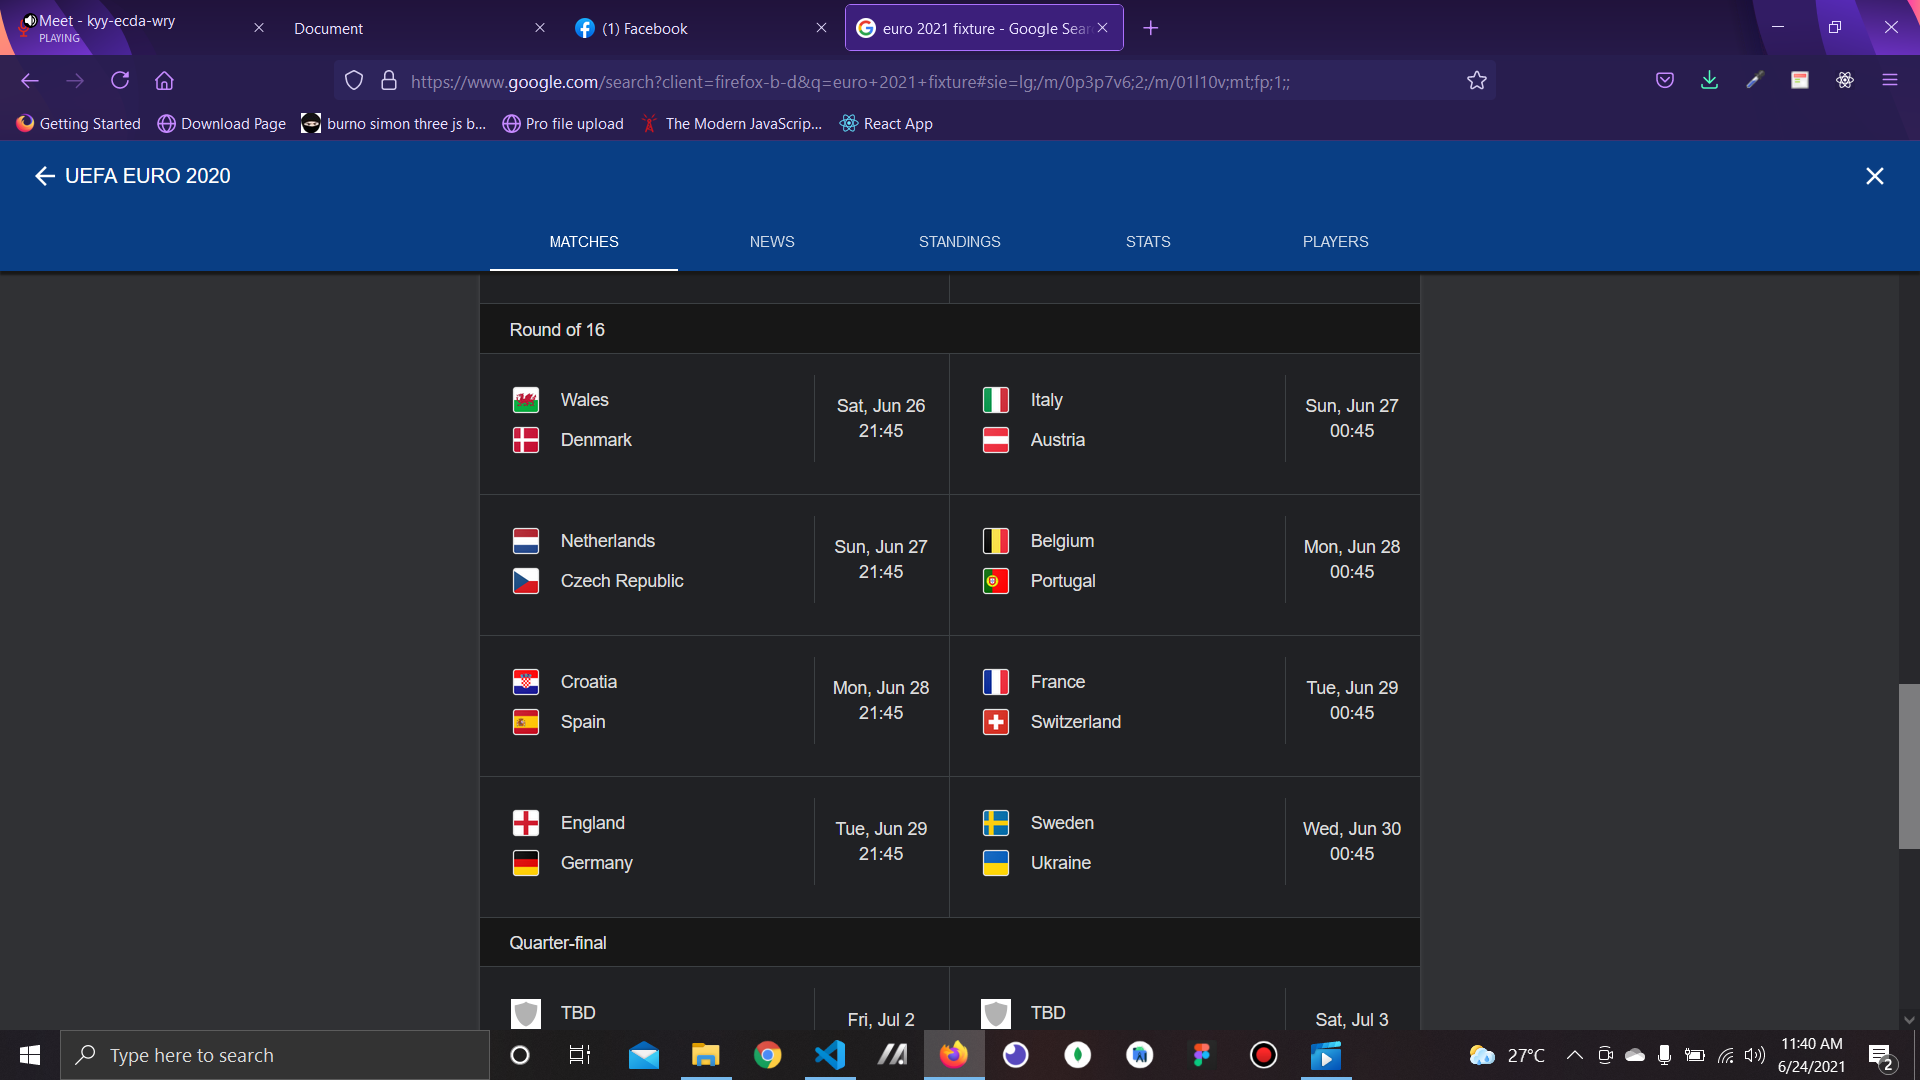 Meet - kyy-ecda-wry
PLAYING
Document
(1) Facebook
euro 2021 fixture - Google Sear
https://www.google.com/search?client=firefox-b-d&q=euro+2021+fixture#sie=lg;/m/0p3p7v6;2;/m/01l10v;mt;fp;1;;
Getting Started
Download Page
burno simon three js b...
Pro file upload
The Modern JavaScrip...
React App
UEFA EURO 2020
MATCHES
NEWS
STANDINGS
STATS
PLAYERS
Round of 16
Wales
Denmark
Sat, Jun 26
21:45
Italy
Austria
Sun, Jun 27
00:45
Netherlands
Czech Republic
Sun, Jun 27
21:45
Belgium
Portugal
Mon, Jun 28
00:45
Croatia
Spain
Mon, Jun 28
21:45
France
Switzerland
Tue, Jun 29
00:45
England
Germany
Tue, Jun 29
21:45
Sweden
Ukraine
Wed, Jun 30
00:45
Quarter-final
TBD
Fri, Jul 2
TBD
Sat, Jul 3
Type here to search
27°C
11:40 AM
6/24/2021
2